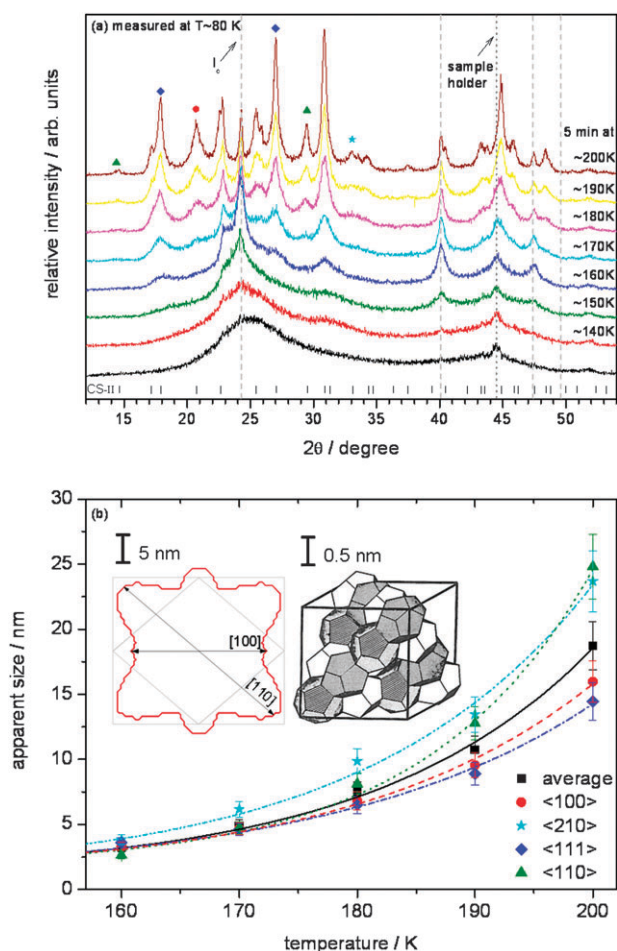 (a) measured at T~80 K
I_c
sample
holder
5 min at
~200K
~190K
~180K
~170K
~160K
~150K
~140K
relative intensity / arb. units
CS-II
15 20 25 30 35 40 45 50
2θ / degree
(b)
5 nm
0.5 nm
[100]
[110]
30
25
20
15
10
5
0
apparent size / nm
average
<100>
<210>
<111>
<110>
160 170 180 190 200
temperature / K